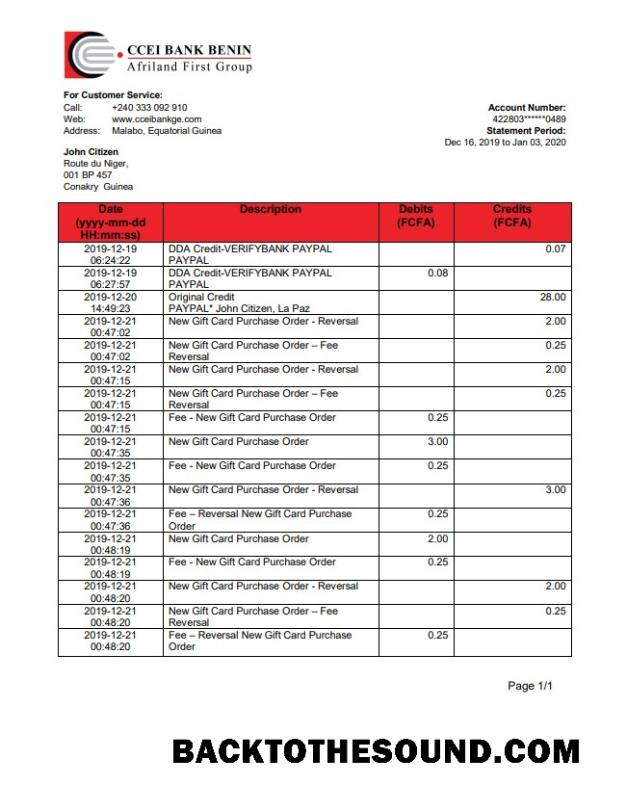 CCEI BANK BENIN
Afriland First Group
For Customer Service:
Call: +240 333 092 910
Web: www.cceibankge.com
Address: Malabo, Equatorial Guinea
Account Number:
422803******0489
Statement Period:
Dec 16, 2019 to Jan 03, 2020
John Citizen
Route du Niger,
001 BP 457
Conakry Guinea
Date Description Debits Credits
(yyyy-mm-dd (FCFA) (FCFA)
HH:mm:ss)
2019-12-19 DDA Credit-VERIFYBANK PAYPAL 0.07
06:24:22 PAYPAL
2019-12-19 DDA Credit-VERIFYBANK PAYPAL 0.08
06:27:57 PAYPAL
2019-12-20 Original Credit 28.00
14:49:23 PAYPAL* John Citizen, La Paz
2019-12-21 New Gift Card Purchase Order - Reversal 2.00
00:47:02
2019-12-21 New Gift Card Purchase Order – Fee 0.25
00:47:02 Reversal
2019-12-21 New Gift Card Purchase Order - Reversal 2.00
00:47:15
2019-12-21 New Gift Card Purchase Order – Fee 0.25
00:47:15 Reversal
2019-12-21 Fee - New Gift Card Purchase Order 0.25
00:47:15
2019-12-21 New Gift Card Purchase Order 3.00
00:47:35
2019-12-21 Fee - New Gift Card Purchase Order 0.25
00:47:35
2019-12-21 New Gift Card Purchase Order - Reversal 3.00
00:47:36
2019-12-21 Fee – Reversal New Gift Card Purchase 0.25
00:47:36 Order
2019-12-21 New Gift Card Purchase Order 2.00
00:48:19
2019-12-21 Fee - New Gift Card Purchase Order 0.25
00:48:19
2019-12-21 New Gift Card Purchase Order - Reversal 2.00
00:48:20
2019-12-21 New Gift Card Purchase Order – Fee 0.25
00:48:20 Reversal
2019-12-21 Fee – Reversal New Gift Card Purchase 0.25
00:48:20 Order
Page 1/1
BACKTOTHESOUND.COM